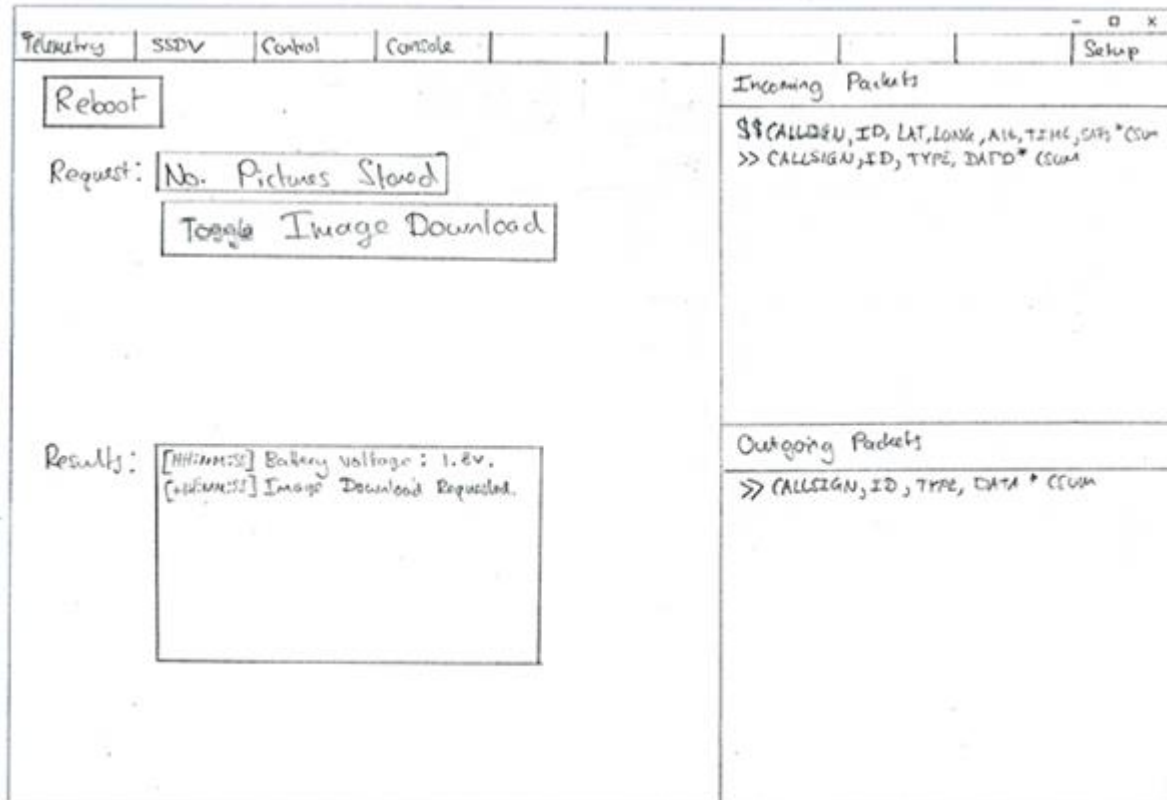 Telemetry SSDV Control Console Setup
Reboot
Request: No. Pictures Stored
Toggle Image Download
Results: [HH:MM:SS] Battery voltage : 1.8v.
[HH:MM:SS] Image Download Requested.
Incoming Packets
$$CALLSIGN, ID, LAT, LONG, Alt, TIME, SATS *CSUM
>> CALLSIGN, ID, TYPE, DATA * CSUM
Outgoing Packets
>> CALLSIGN, ID, TYPE, DATA * CSUM